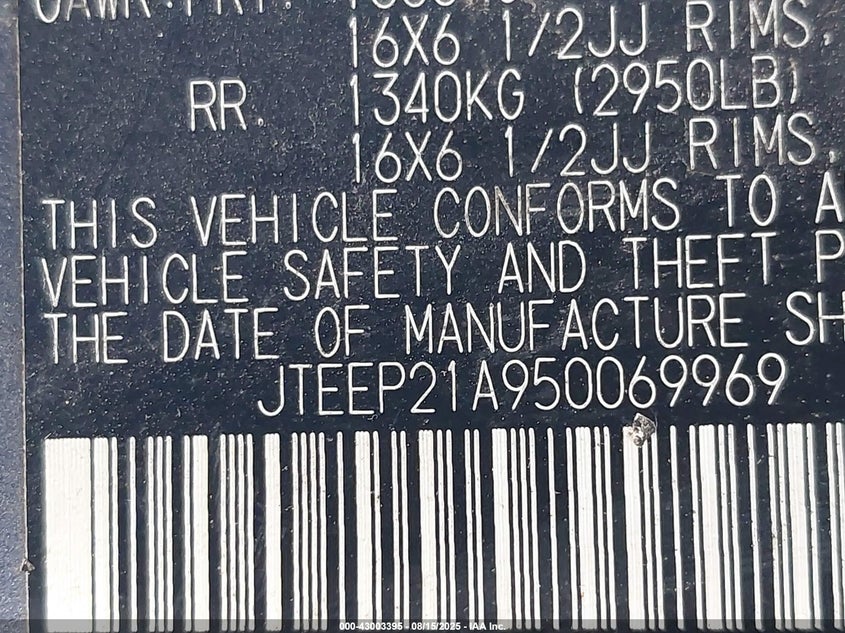 16X6 1/2JJ RIMS,
RR. 1340KG (2950LB)
16X6 1/2JJ RIMS,
THIS VEHICLE CONFORMS TO A
VEHICLE SAFETY AND THEFT P
THE DATE OF MANUFACTURE SH
JTEEP21A950069969
000-43003395 - 08/15/2025 - IAA Inc.